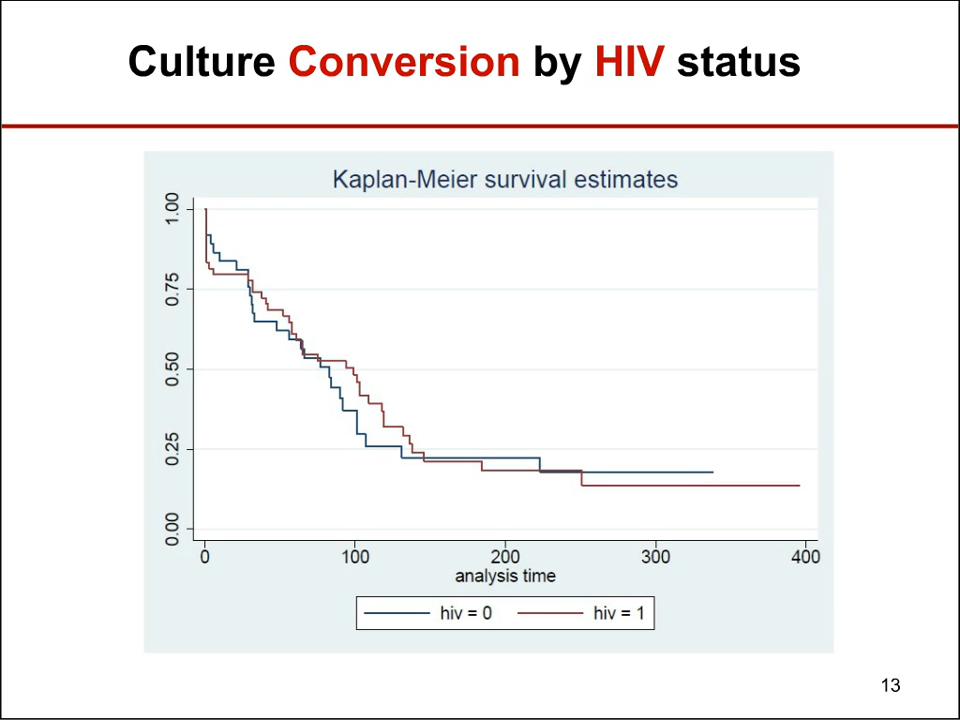 Culture Conversion by HIV status
Kaplan-Meier survival estimates
1.00
0.75
0.50
0.25
0.00
0 100 200 300 400
analysis time
hiv = 0 hiv = 1
13